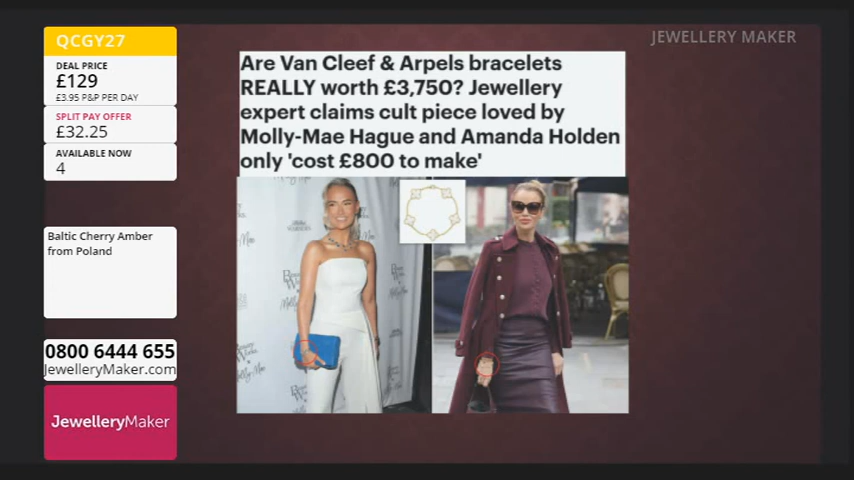 QCGY27
DEAL PRICE
£129
£3.95 P&P PER DAY
SPLIT PAY OFFER
£32.25
AVAILABLE NOW
4
Baltic Cherry Amber
from Poland
0800 6444 655
JewelleryMaker.com
JewelleryMaker
JEWELLERY MAKER
Are Van Cleef & Arpels bracelets
REALLY worth £3,750? Jewellery
expert claims cult piece loved by
Molly-Mae Hague and Amanda Holden
only 'cost £800 to make'